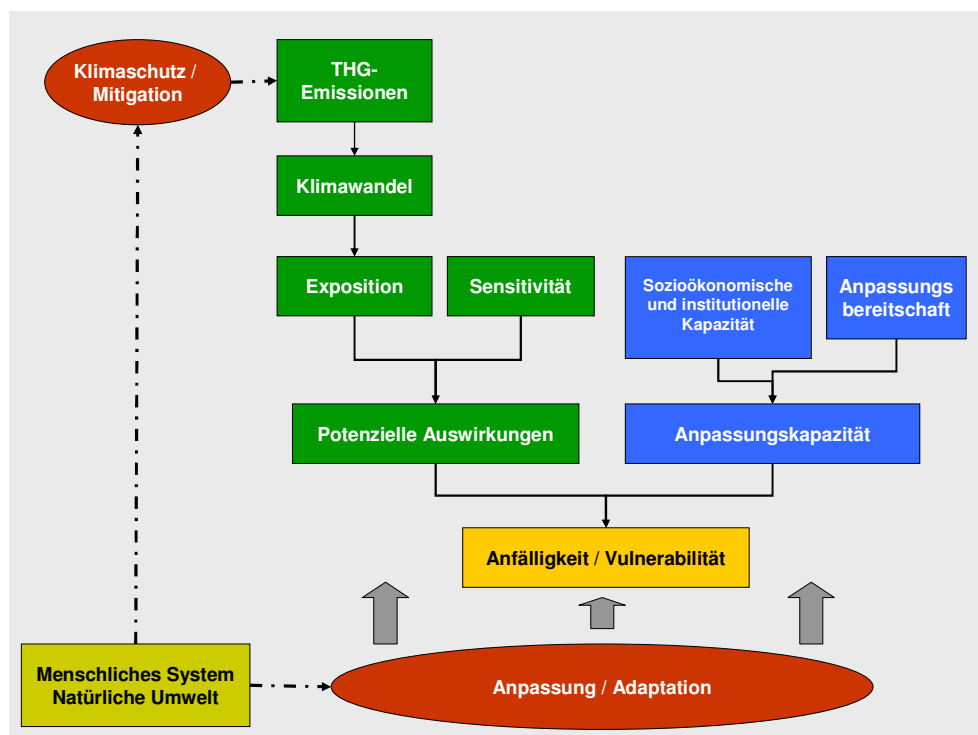 Klimaschutz /
Mitigation
THG-
Emissionen
Klimawandel
Exposition
Sensitivität
Sozioökonomische
und institutionelle
Kapazität
Anpassungs
bereitschaft
Potenzielle Auswirkungen
Anpassungskapazität
Anfälligkeit / Vulnerabilität
Menschliches System
Natürliche Umwelt
Anpassung / Adaptation